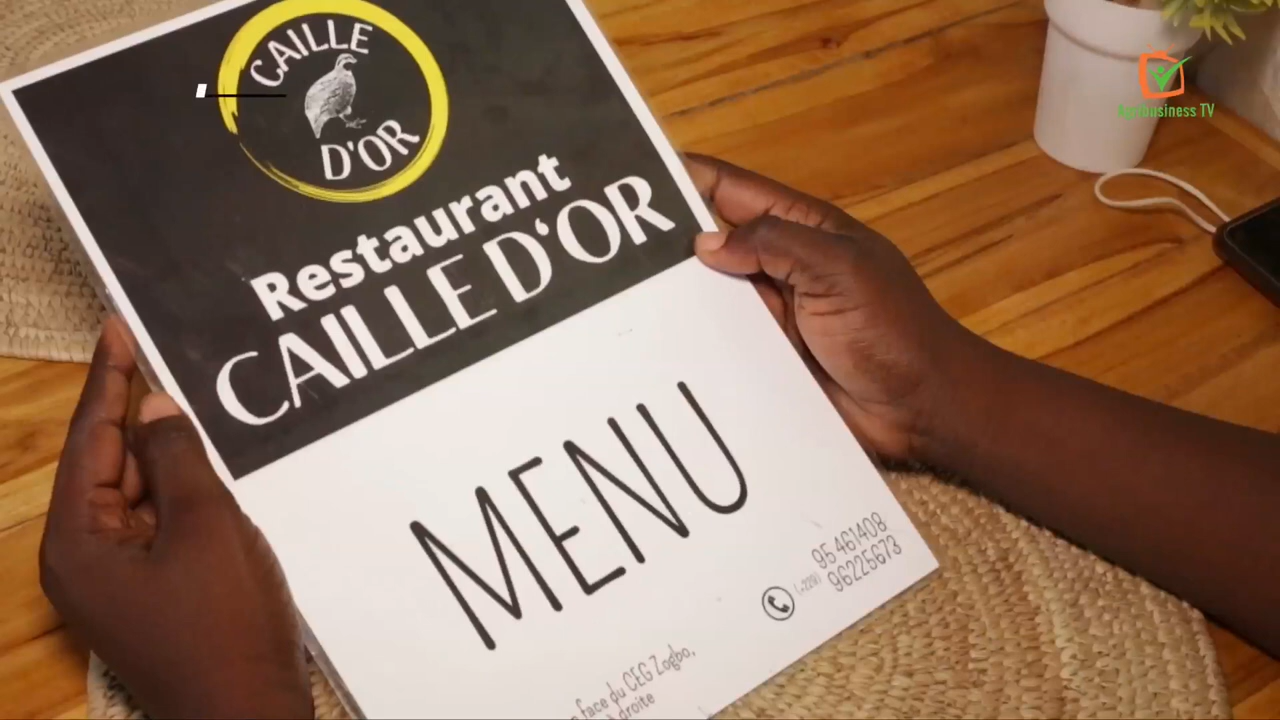 CAILLE
D'OR
Restaurant
CAILLE D'OR
MENU
95 461408
(+229)
96225673
face du CEG Zogbo,
droite
Agribusiness TV